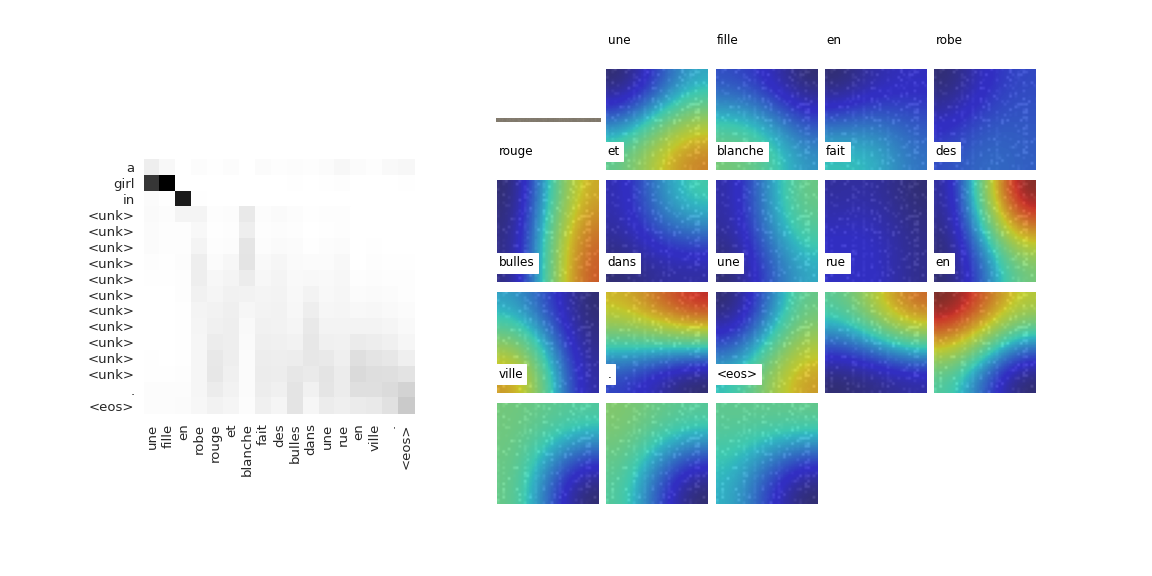 a
girl
in
<unk>
<unk>
<unk>
<unk>
<unk>
<unk>
<unk>
<unk>
<unk>
<unk>
<unk>
.
<eos>
une
fille
en
robe
rouge
et
blanche
fait
des
bulles
dans
une
rue
en
ville
.
<eos>
une fille en robe
rouge et blanche fait des
bulles dans une rue en
ville . <eos>